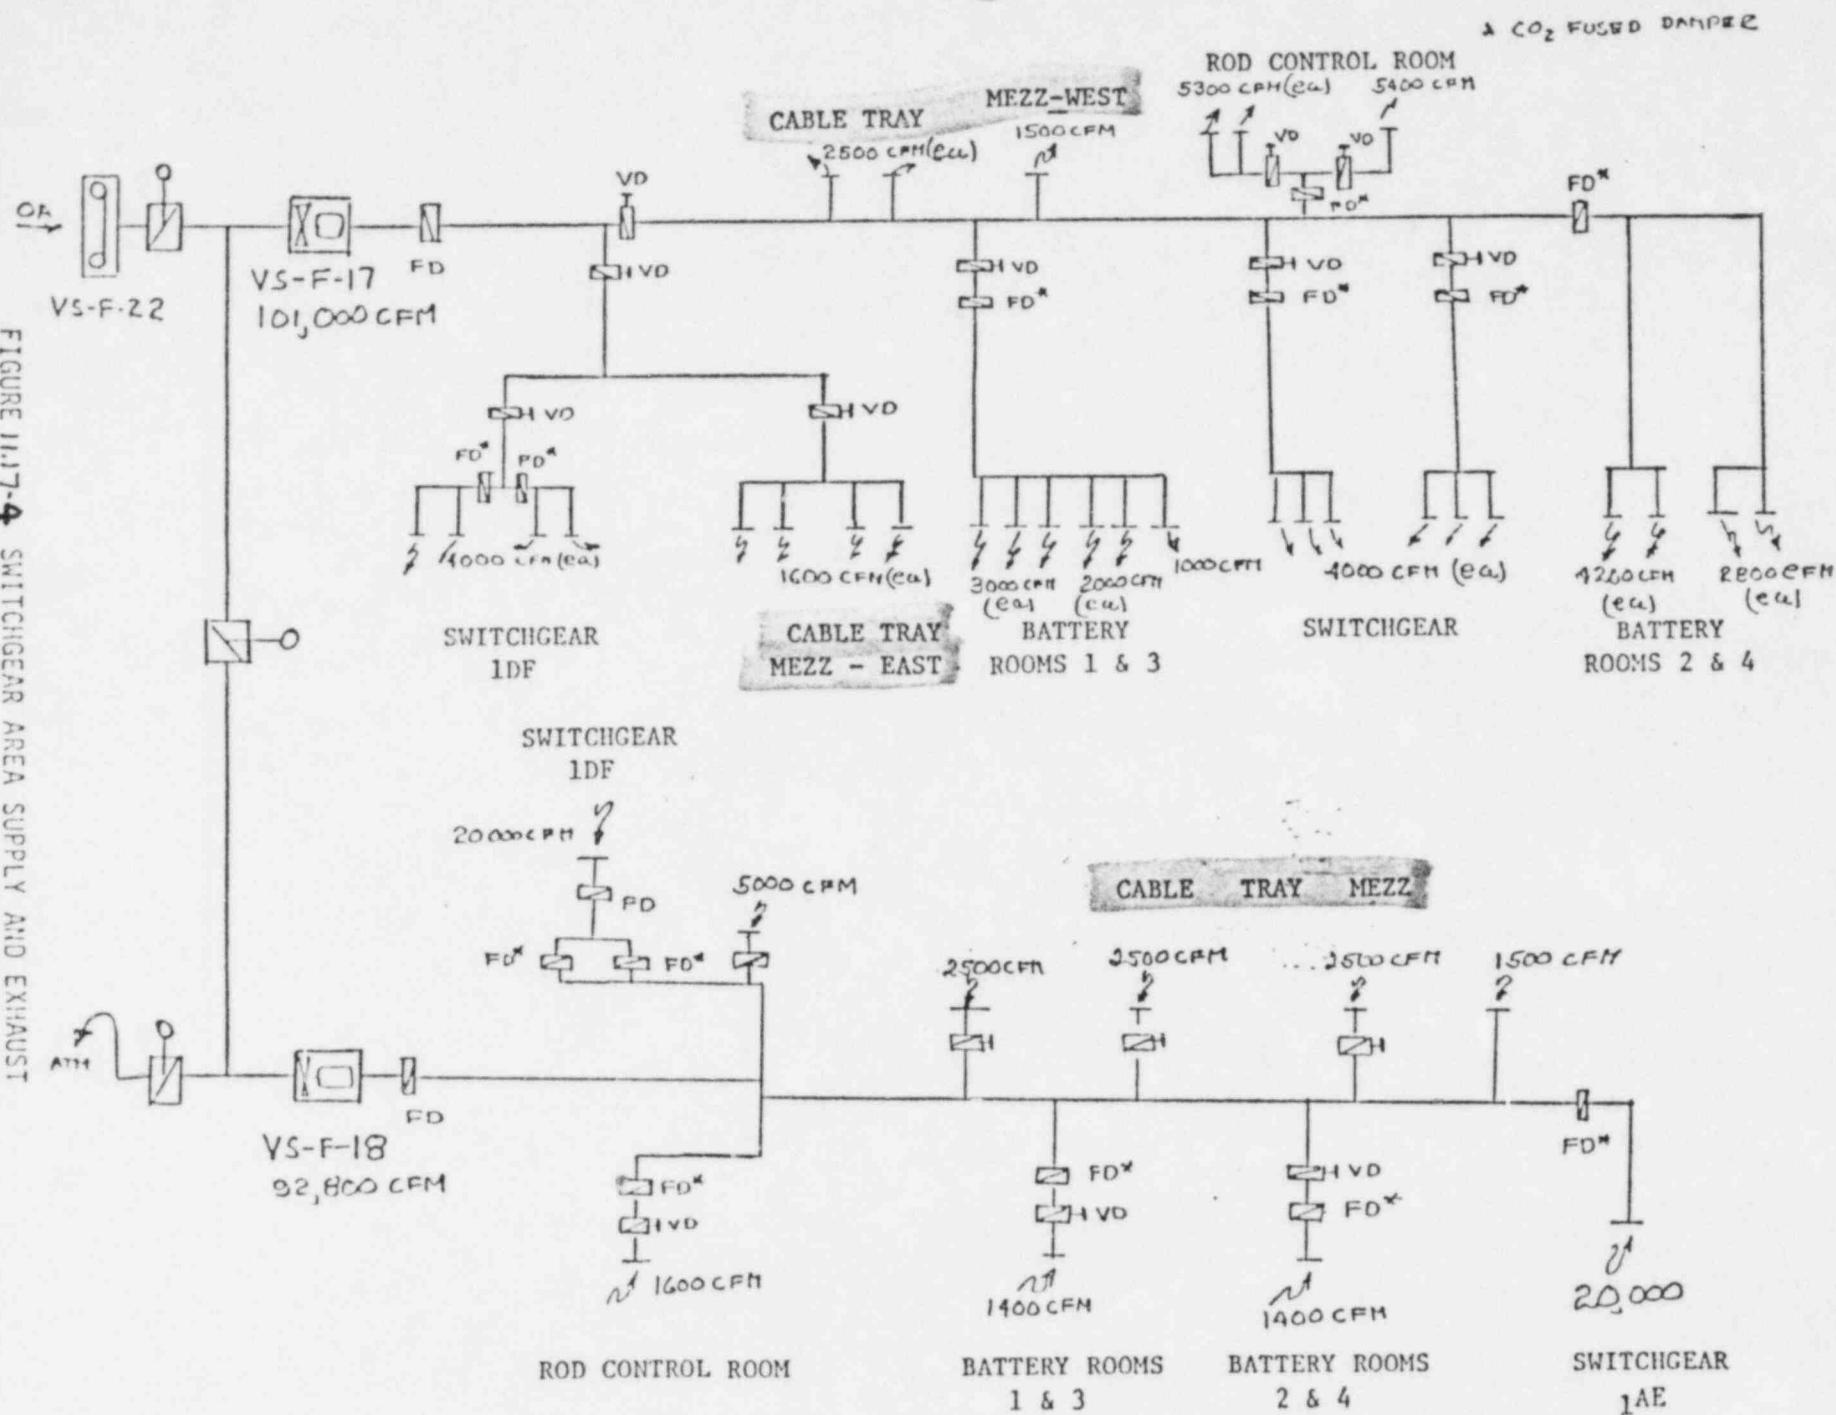 * CO2 FUSED DAMPER
ROD CONTROL ROOM
5300 CFM(ea) 5400 CFM
MEZZ-WEST
CABLE TRAY
1500 CFM
2500 CFM(ea)
VD VD
FD*
VD
FD*
OA
FD
VS-F-17
101,000 CFM
VS-F-22
VD
VD
FD*
VD
FD*
VD
FD*
VD
VD
FD* FD*
4000 CFM(ea)
1600 CFM(ea)
3000 CFM
(ea)
2000 CFM
(ea)
1000 CFM
4000 CFM (ea)
(ea)
2800 CFM
(ea)
SWITCHGEAR
1DF
CABLE TRAY
MEZZ - EAST
BATTERY
ROOMS 1 & 3
SWITCHGEAR
BATTERY
ROOMS 2 & 4
FIGURE 11.17-4 SWITCHGEAR AREA SUPPLY AND EXHAUST
SWITCHGEAR
1DF
20000 CFM
FD
5000 CFM
FD* FD*
CABLE TRAY MEZZ
2500 CFM
2500 CFM
2500 CFM
1500 CFM
ATM
FD
VS-F-18
92,800 CFM
FD*
FD*
VD
1600 CFM
FD*
VD
1400 CFM
VD
FD*
1400 CFM
20,000
ROD CONTROL ROOM
BATTERY ROOMS
1 & 3
BATTERY ROOMS
2 & 4
SWITCHGEAR
1AE